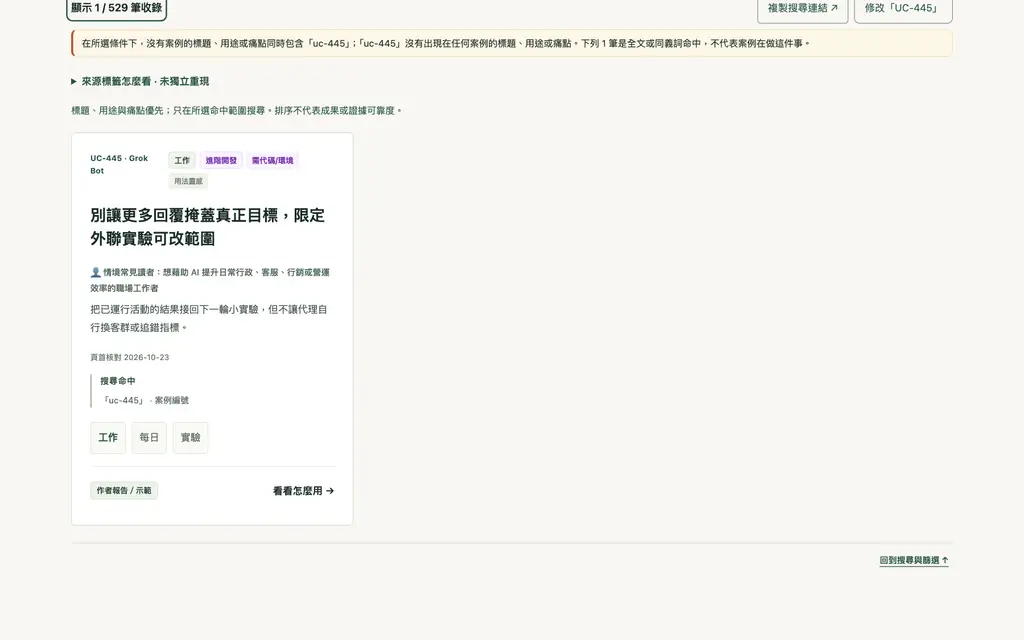 顯示 1 / 529 筆收錄
複製搜尋連結 ↗
修改「UC-445」
在所選條件下,沒有案例的標題、用途或痛點同時包含「uc-445」;「uc-445」沒有出現在任何案例的標題、用途或痛點。下列 1 筆是全文或同義詞命中,不代表案例在做這件事。
▶ 來源標籤怎麼看 · 未獨立重現
標題、用途與痛點優先;只在所選命中範圍搜尋。排序不代表成果或證據可靠度。
UC-445 · Grok
Bot
工作
進階開發
需代碼/環境
用法靈感
別讓更多回覆掩蓋真正目標,限定
外聯實驗可改範圍
👤 情境常見讀者:想藉助 AI 提升日常行政、客服、行銷或營運
效率的職場工作者
把已運行活動的結果接回下一輪小實驗,但不讓代理自
行換客群或追錯指標。
頁首核對 2026-10-23
搜尋命中
「uc-445」 · 案例編號
工作
每日
實驗
作者報告 / 示範
看看怎麼用 →
回到搜尋與篩選 ↑